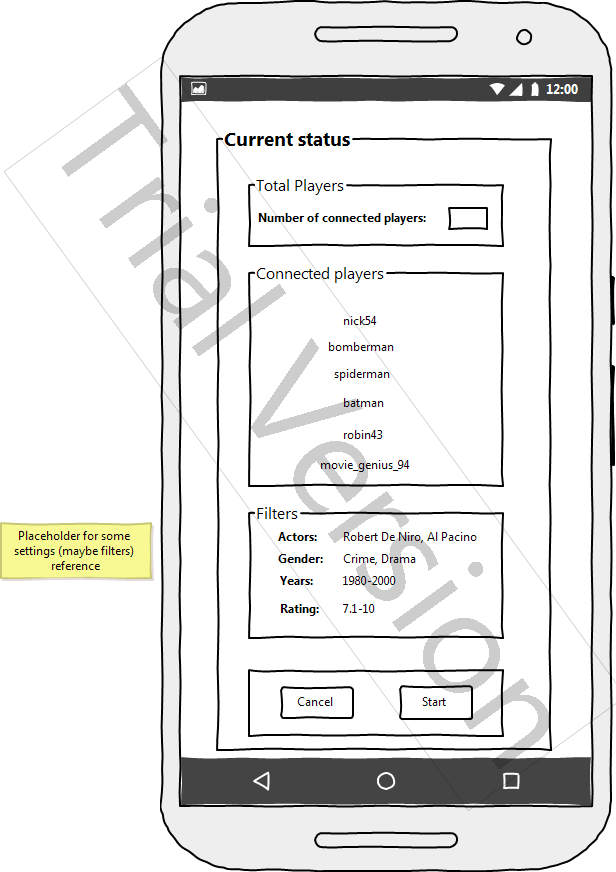 12:00
Current status
Total Players
Number of connected players:
Connected players
nick54
bomberman
spiderman
batman
robin43
movie_genius_94
Filters
Actors: Robert De Niro, Al Pacino
Gender: Crime, Drama
Years: 1980-2000
Rating: 7.1-10
Cancel Start
Placeholder for some
settings (maybe filters)
reference
Trial Version